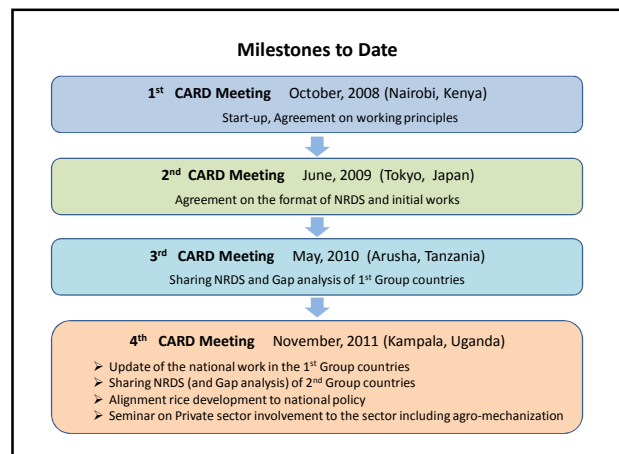 Milestones to Date
1st CARD Meeting October, 2008 (Nairobi, Kenya)
Start-up, Agreement on working principles
2nd CARD Meeting June, 2009 (Tokyo, Japan)
Agreement on the format of NRDS and initial works
3rd CARD Meeting May, 2010 (Arusha, Tanzania)
Sharing NRDS and Gap analysis of 1st Group countries
4th CARD Meeting November, 2011 (Kampala, Uganda)
➢ Update of the national work in the 1st Group countries
➢ Sharing NRDS (and Gap analysis) of 2nd Group countries
➢ Alignment rice development to national policy
➢ Seminar on Private sector involvement to the sector including agro-mechanization